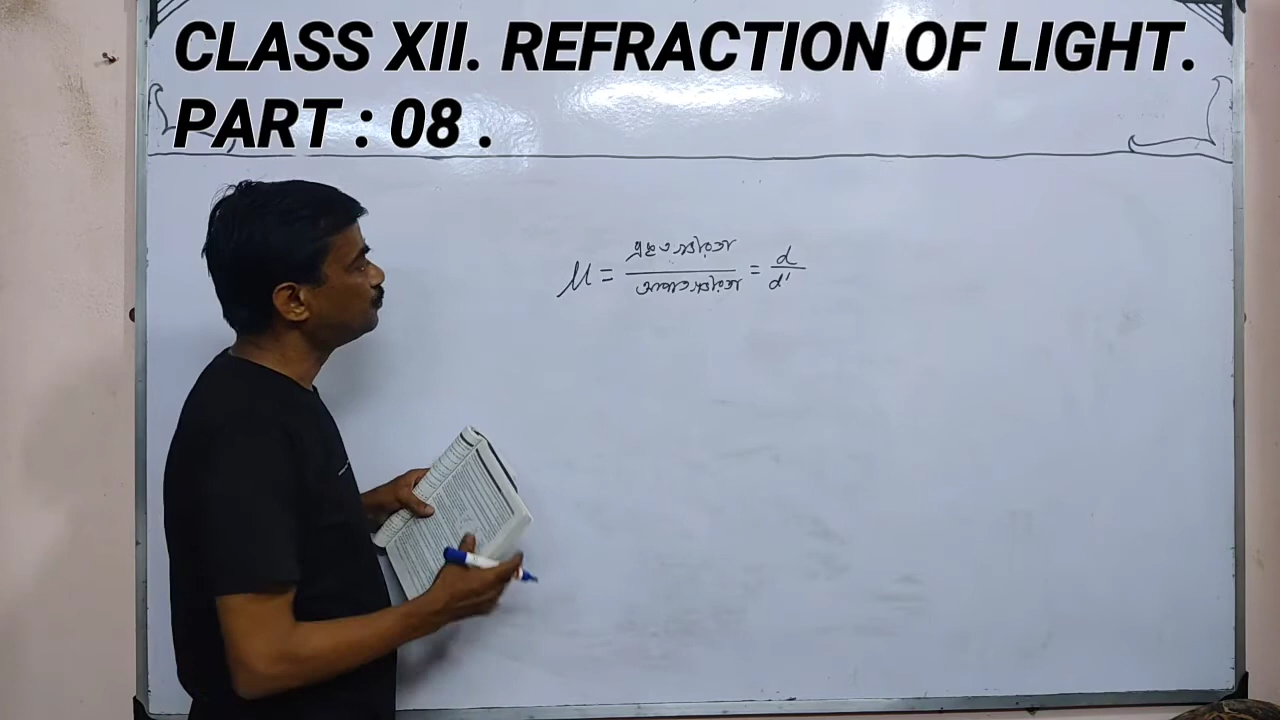 CLASS XII. REFRACTION OF LIGHT.
PART : 08 .
μ = প্রকৃত গভীরতা / আপাত গভীরতা = d / d'